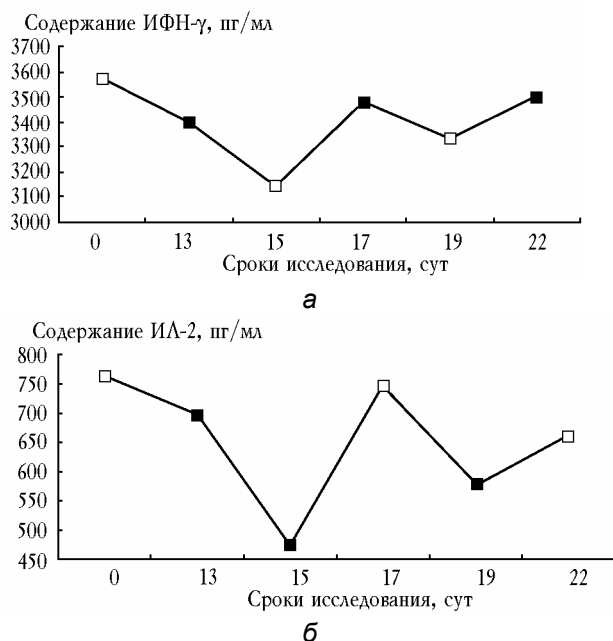 Содержание ИФН-γ, пг/мл
3700
3600
3500
3400
3300
3200
3100
3000
0 13 15 17 19 22
Сроки исследования, сут
а
Содержание ИЛ-2, пг/мл
800
750
700
650
600
550
500
450
0 13 15 17 19 22
Сроки исследования, сут
б